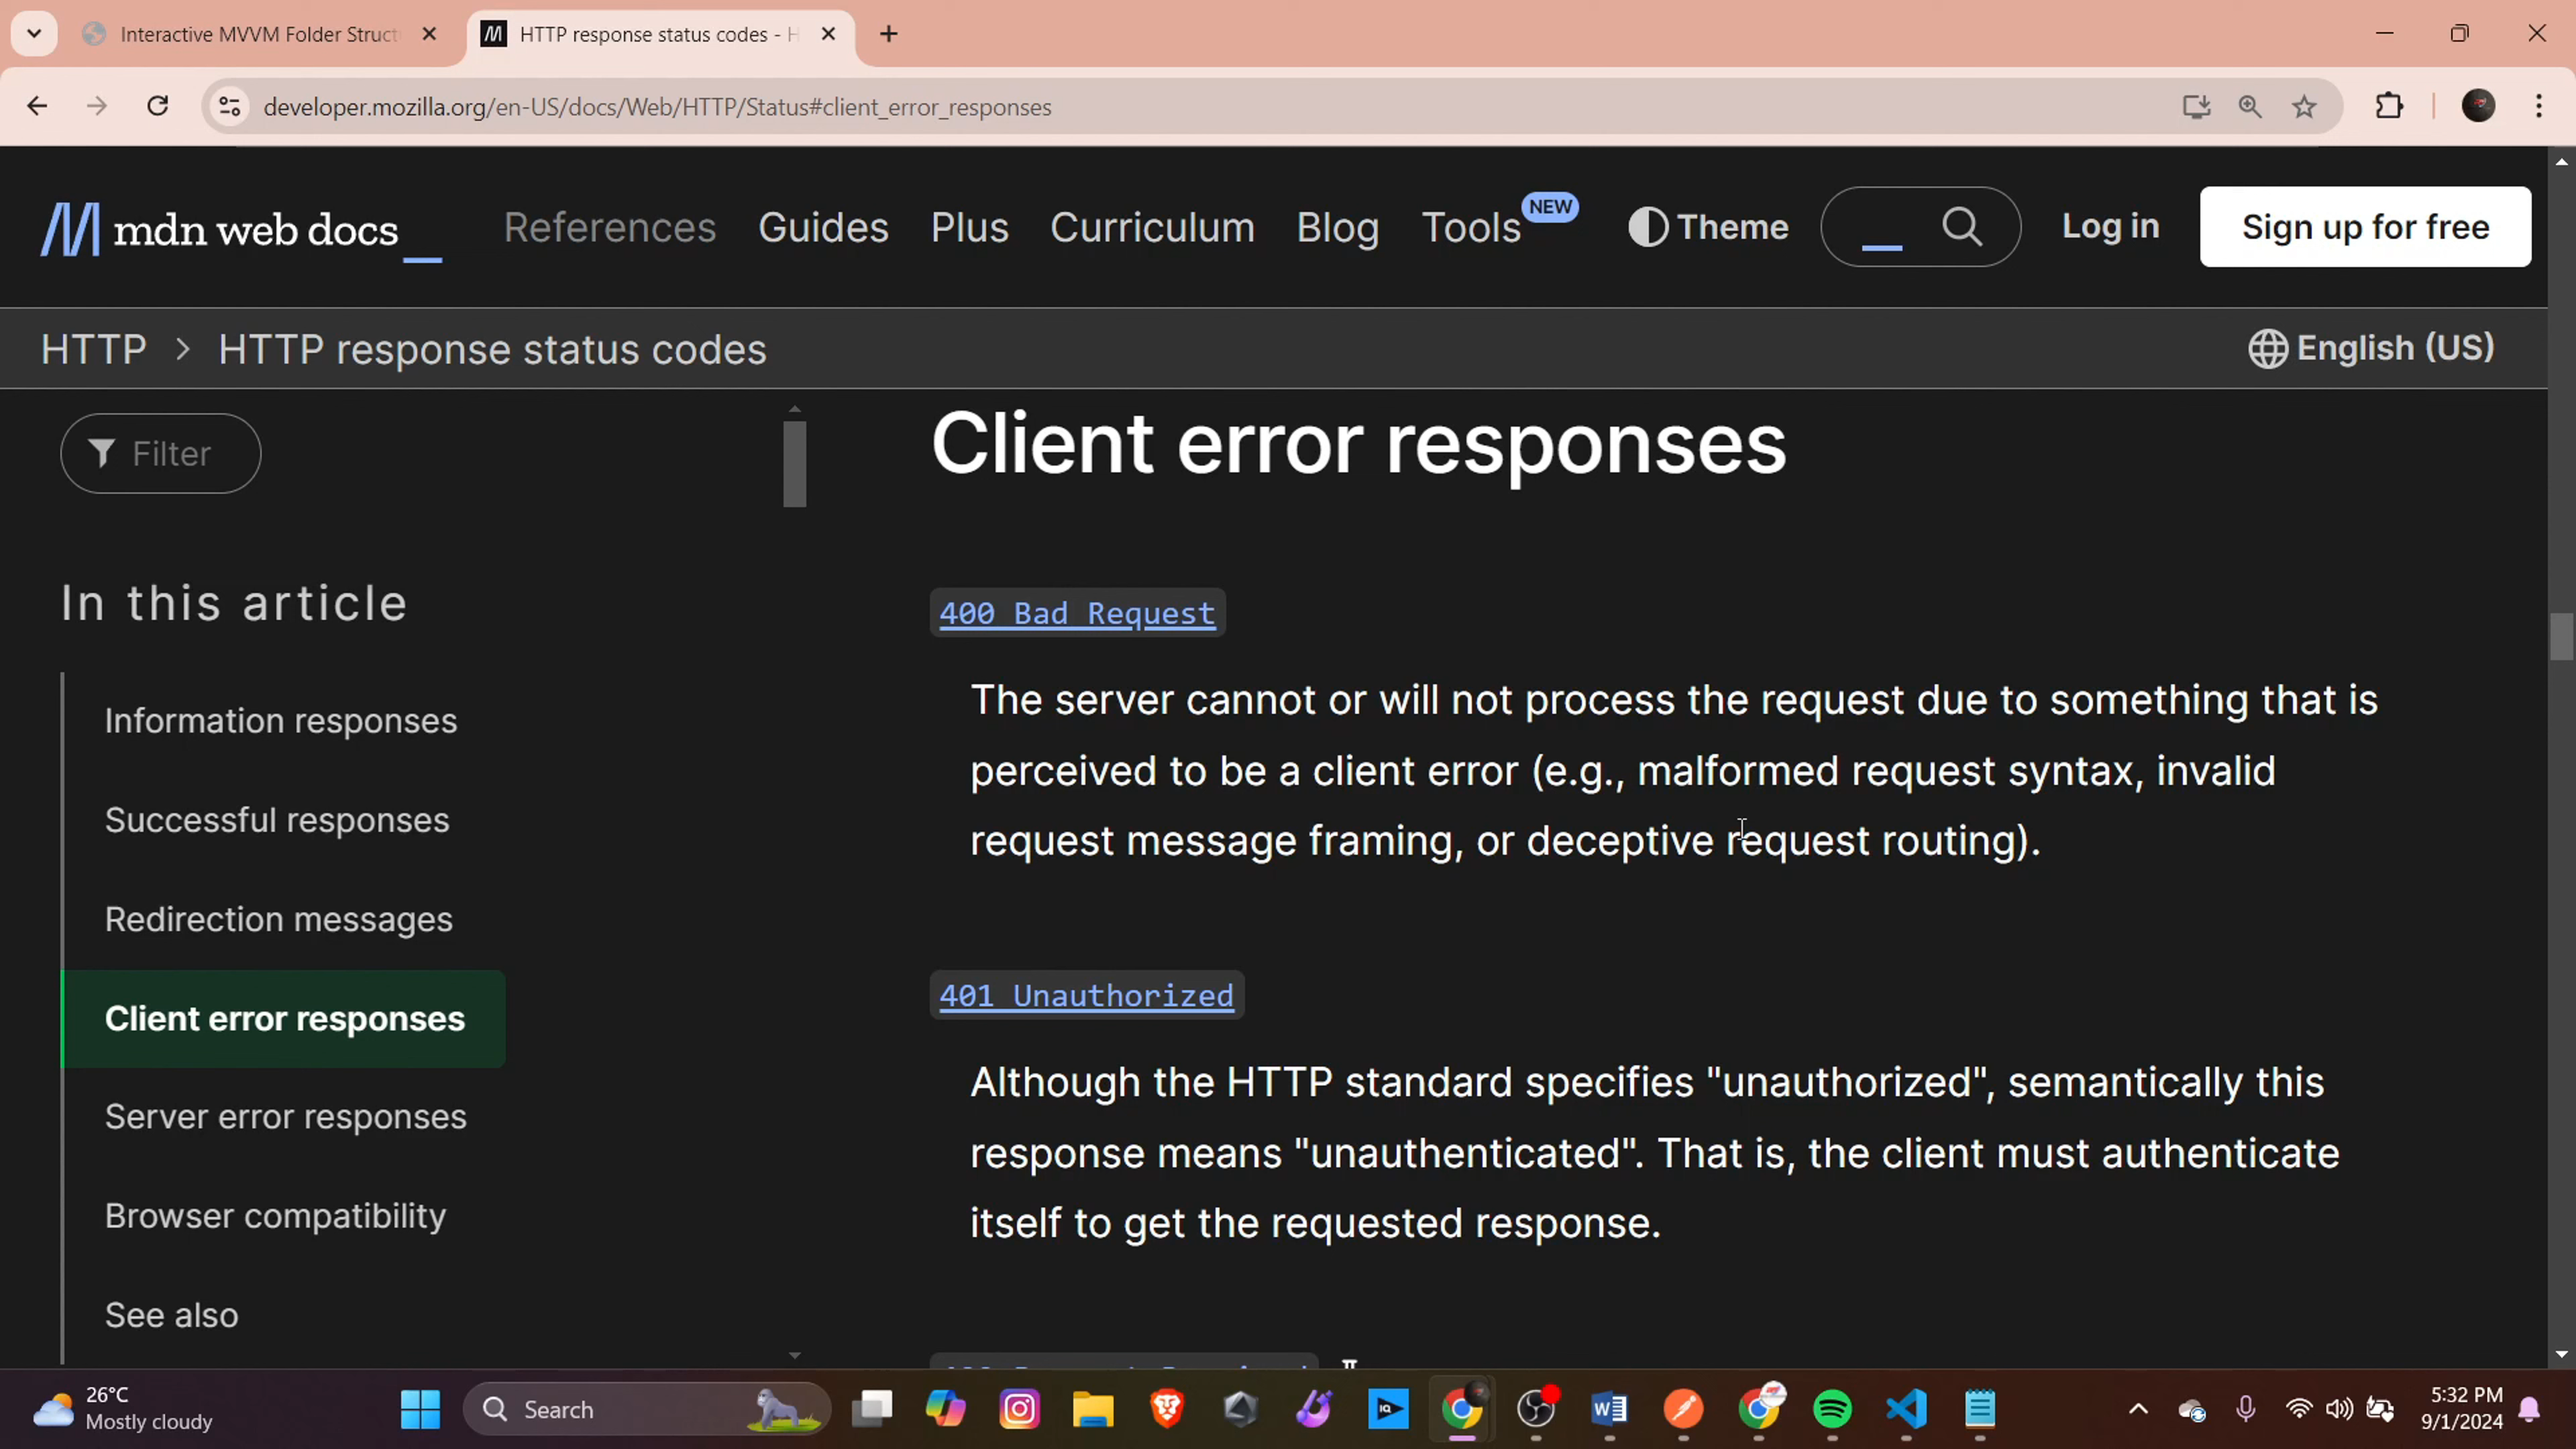 Interactive MVVM Folder Struct
HTTP response status codes - H
developer.mozilla.org/en-US/docs/Web/HTTP/Status#client_error_responses
mdn web docs_
References
Guides
Plus
Curriculum
Blog
Tools
NEW
Theme
Log in
Sign up for free
HTTP > HTTP response status codes
English (US)
Filter
In this article
Information responses
Successful responses
Redirection messages
Client error responses
Server error responses
Browser compatibility
See also
Client error responses
400 Bad Request
The server cannot or will not process the request due to something that is
perceived to be a client error (e.g., malformed request syntax, invalid
request message framing, or deceptive request routing).
401 Unauthorized
Although the HTTP standard specifies "unauthorized", semantically this
response means "unauthenticated". That is, the client must authenticate
itself to get the requested response.
26°C
Mostly cloudy
Search
IQ
5:32 PM
9/1/2024